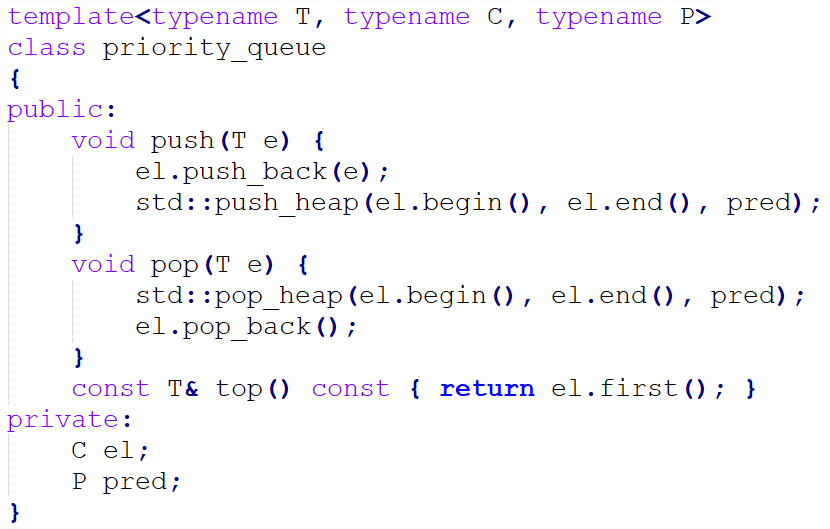 template<typename T, typename C, typename P>
class priority_queue
{
public:
    void push(T e) {
        el.push_back(e);
        std::push_heap(el.begin(), el.end(), pred);
    }
    void pop(T e) {
        std::pop_heap(el.begin(), el.end(), pred);
        el.pop_back();
    }
    const T& top() const { return el.first(); }
private:
    C el;
    P pred;
}